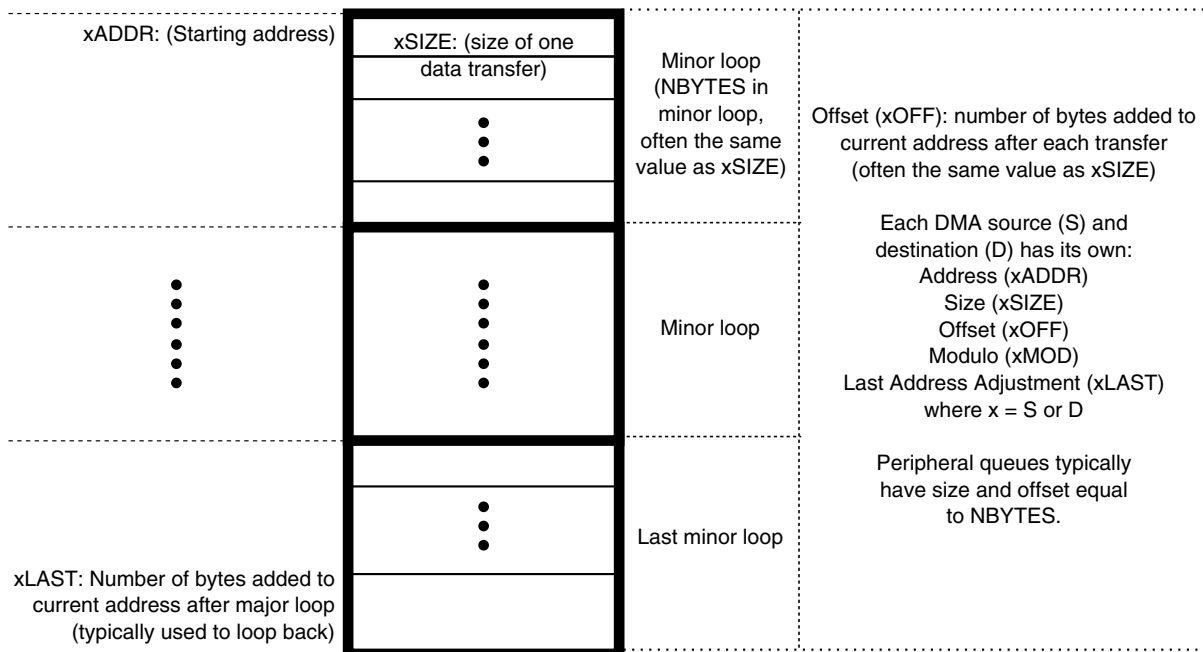 xADDR: (Starting address)
xSIZE: (size of one
data transfer)
Minor loop
(NBYTES in
minor loop,
often the same
value as xSIZE)
Offset (xOFF): number of bytes added to
current address after each transfer
(often the same value as xSIZE)
Each DMA source (S) and
destination (D) has its own:
Address (xADDR)
Size (xSIZE)
Offset (xOFF)
Modulo (xMOD)
Last Address Adjustment (xLAST)
where x = S or D
Peripheral queues typically
have size and offset equal
to NBYTES.
Minor loop
Last minor loop
xLAST: Number of bytes added to
current address after major loop
(typically used to loop back)